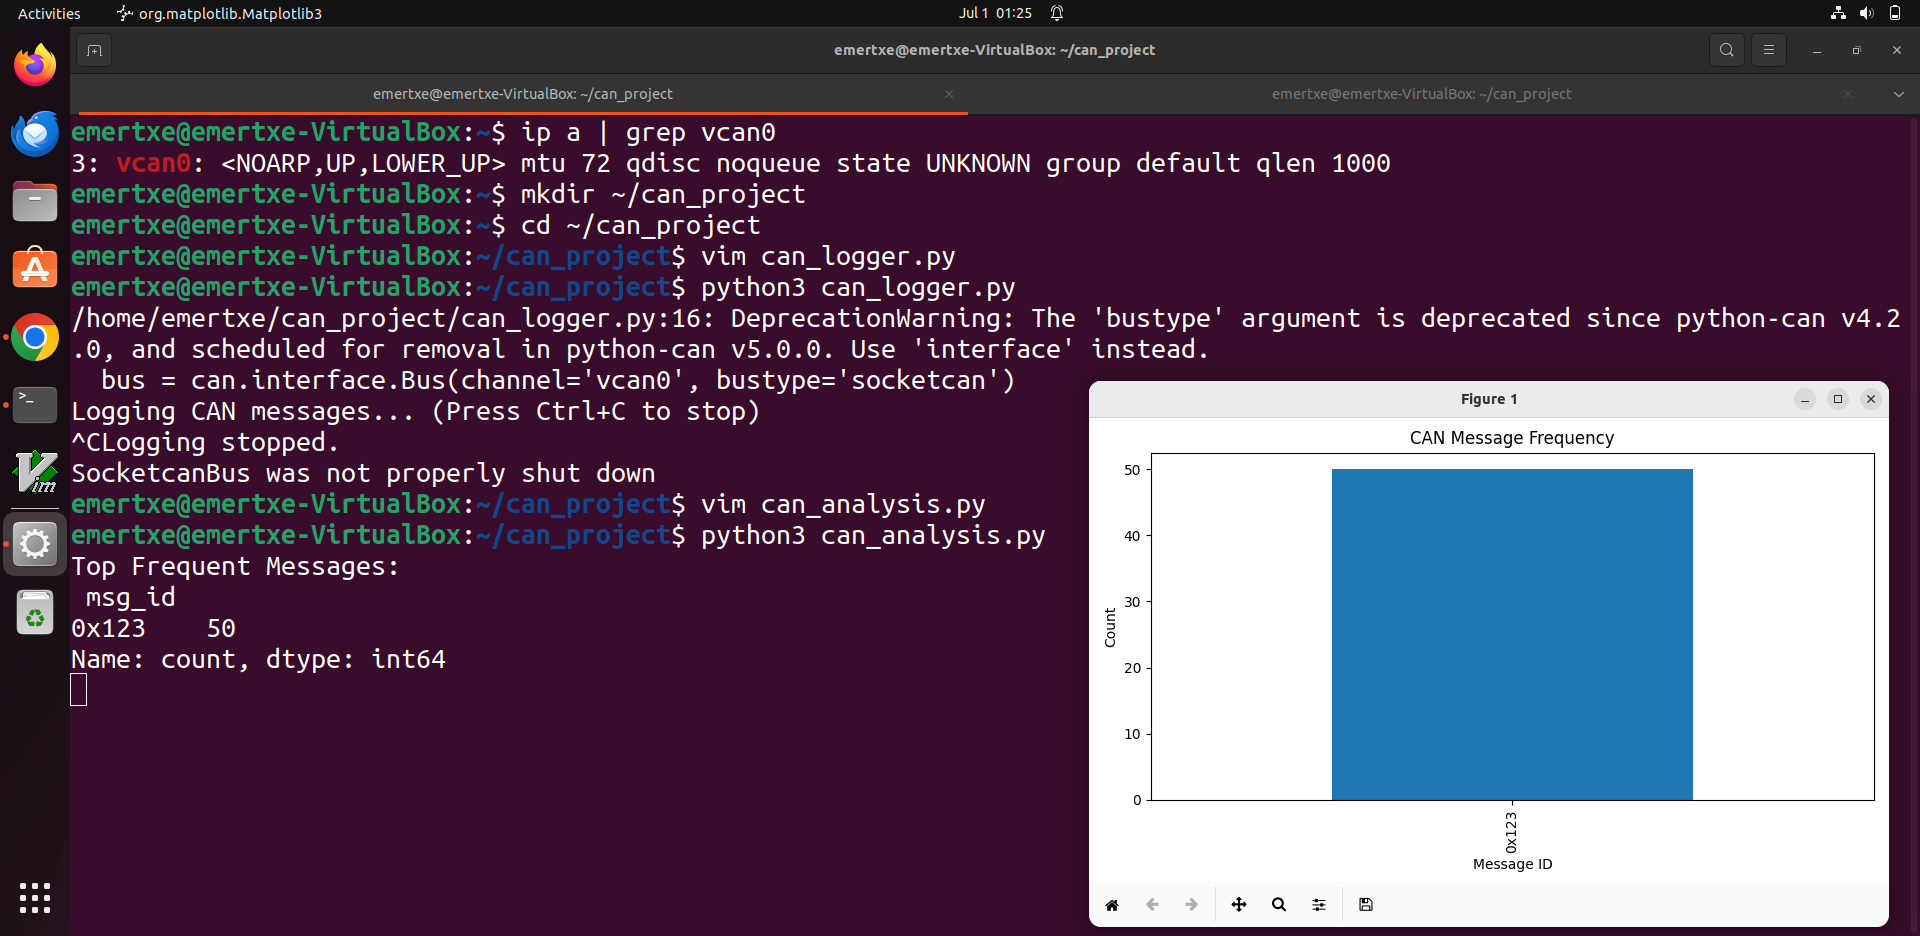 Activities
org.matplotlib.Matplotlib3
Jul 1 01:25
emertxe@emertxe-VirtualBox: ~/can_project
emertxe@emertxe-VirtualBox: ~/can_project
emertxe@emertxe-VirtualBox: ~/can_project
emertxe@emertxe-VirtualBox:~$ ip a | grep vcan0
3: vcan0: <NOARP,UP,LOWER_UP> mtu 72 qdisc noqueue state UNKNOWN group default qlen 1000
emertxe@emertxe-VirtualBox:~$ mkdir ~/can_project
emertxe@emertxe-VirtualBox:~$ cd ~/can_project
emertxe@emertxe-VirtualBox:~/can_project$ vim can_logger.py
emertxe@emertxe-VirtualBox:~/can_project$ python3 can_logger.py
/home/emertxe/can_project/can_logger.py:16: DeprecationWarning: The 'bustype' argument is deprecated since python-can v4.2
.0, and scheduled for removal in python-can v5.0.0. Use 'interface' instead.
  bus = can.interface.Bus(channel='vcan0', bustype='socketcan')
Logging CAN messages... (Press Ctrl+C to stop)
^CLogging stopped.
SocketcanBus was not properly shut down
emertxe@emertxe-VirtualBox:~/can_project$ vim can_analysis.py
emertxe@emertxe-VirtualBox:~/can_project$ python3 can_analysis.py
Top Frequent Messages:
 msg_id
0x123    50
Name: count, dtype: int64
>_
Vim
Figure 1
CAN Message Frequency
50
40
30
20
10
0
Count
0x123
Message ID